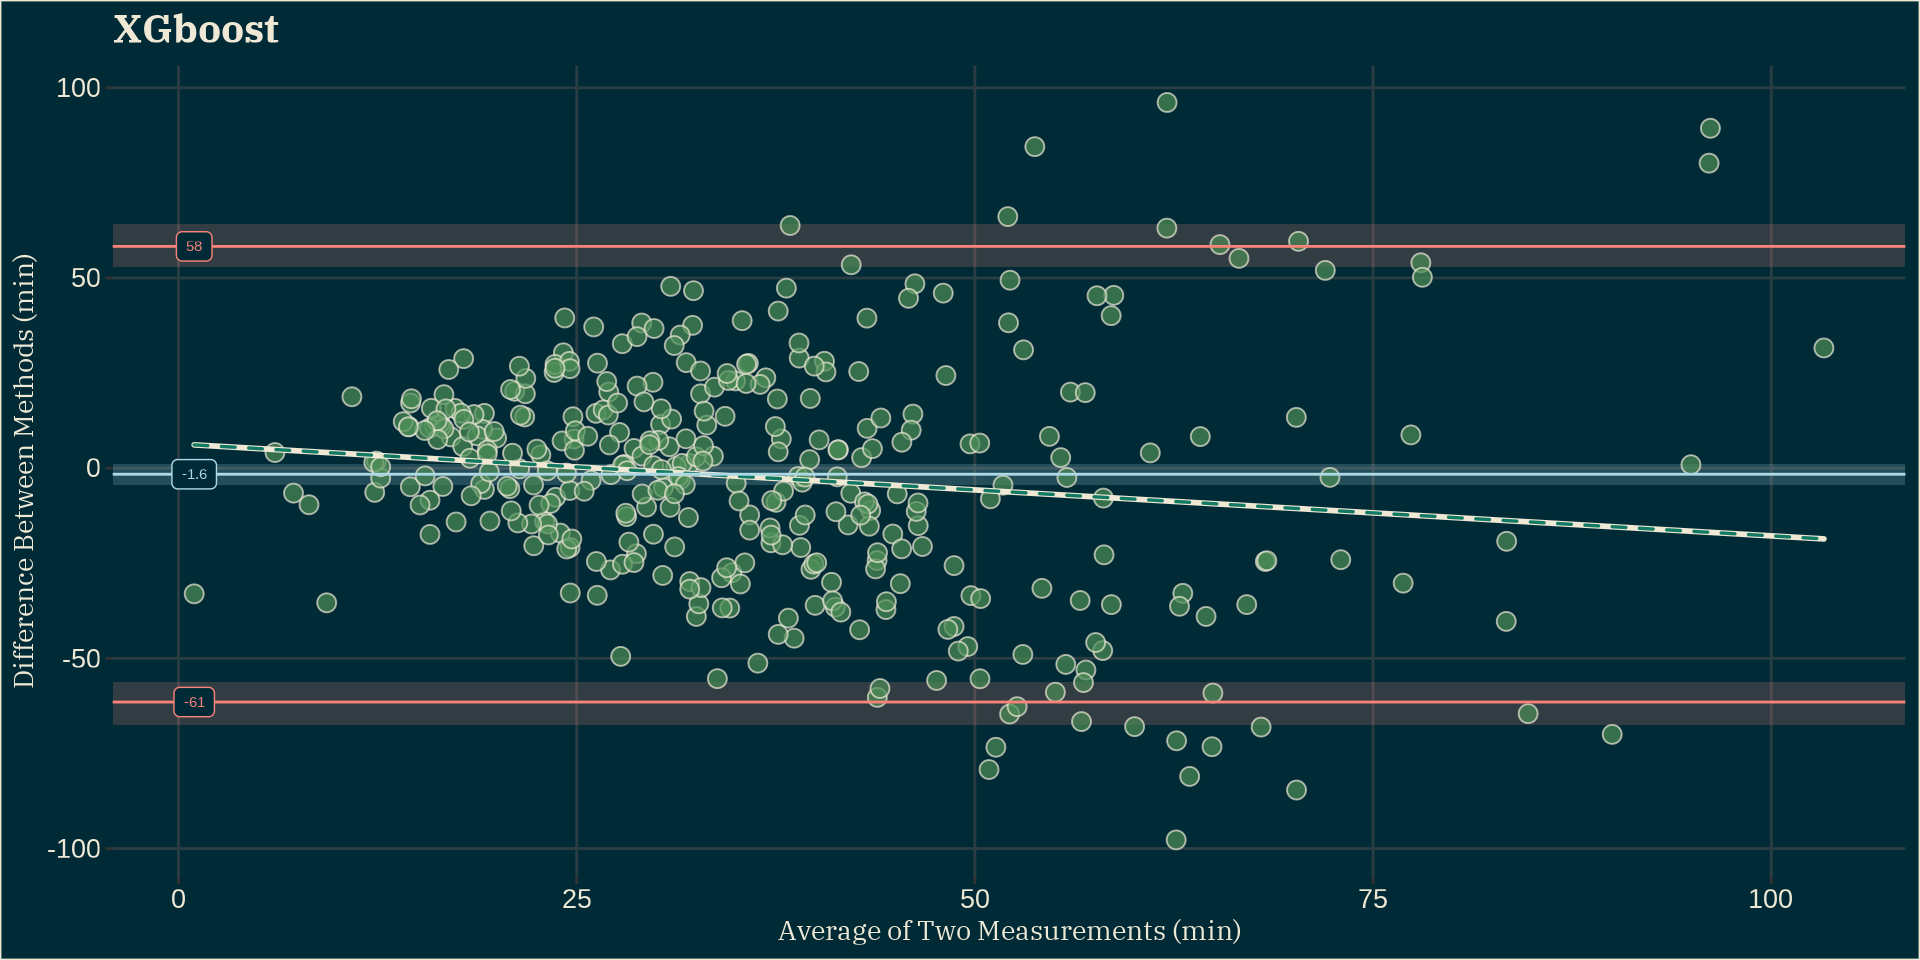 XGboost
100
58
50
0
-1.6
-50
-61
-100
0 25 50 75 100
Average of Two Measurements (min)
Difference Between Methods (min)